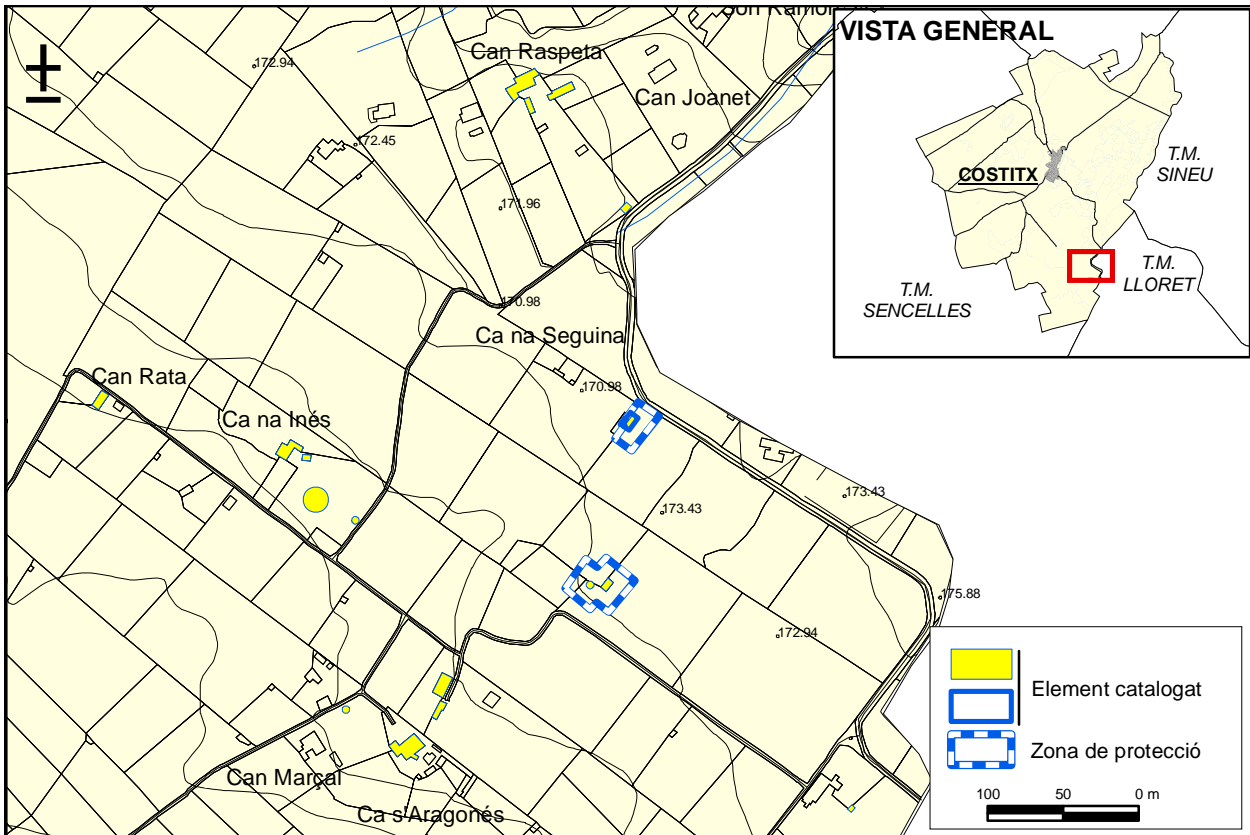 Can Raspeta
172.94
Can Joanet
172.45
171.96
170.98
Ca na Seguina
Can Rata
170.98
Ca na Inés
173.43
173.43
175.88
172.94
Can Marçal
Ca s'Aragonés
VISTA GENERAL
COSTITX
T.M.
SINEU
T.M.
LLORET
T.M.
SENCELLES
Element catalogat
Zona de protecció
100 50 0 m